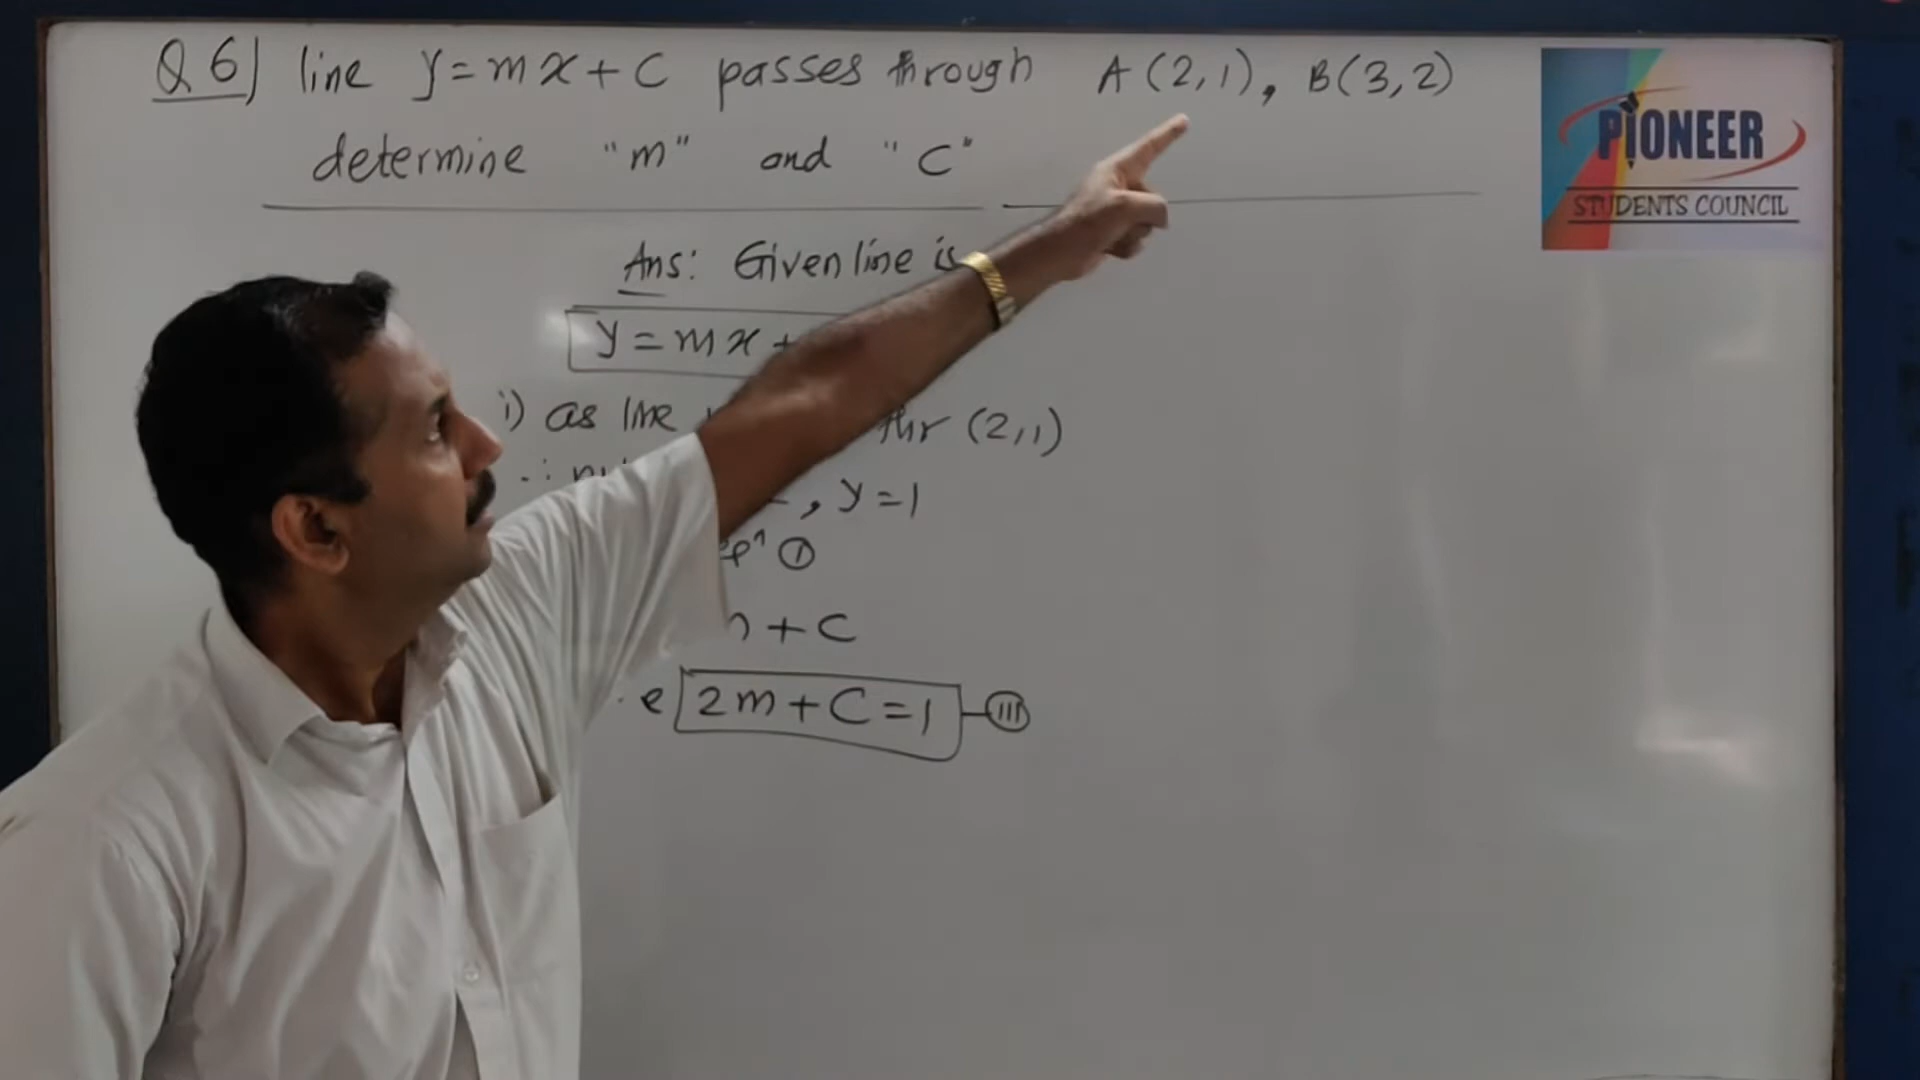 Q 6) line y = mx + C passes through A (2,1), B(3,2)
determine "m" and "C"
Ans: Given line is
y = mx +
i) as line thr (2,1)
, y = 1
eqⁿ ①
+ C
e 2m + C = 1 — III
PIONEER
STUDENTS COUNCIL